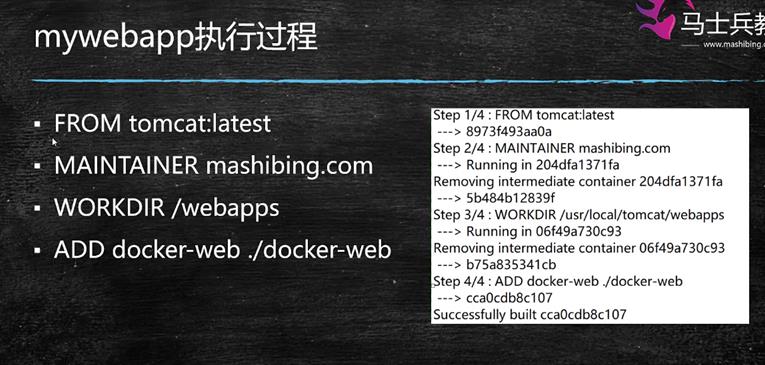 mywebapp执行过程
马士兵教
www.mashibing.c
▪ FROM tomcat:latest
▪ MAINTAINER mashibing.com
▪ WORKDIR /webapps
▪ ADD docker-web ./docker-web
Step 1/4 : FROM tomcat:latest
---> 8973f493aa0a
Step 2/4 : MAINTAINER mashibing.com
---> Running in 204dfa1371fa
Removing intermediate container 204dfa1371fa
---> 5b484b12839f
Step 3/4 : WORKDIR /usr/local/tomcat/webapps
---> Running in 06f49a730c93
Removing intermediate container 06f49a730c93
---> b75a835341cb
Step 4/4 : ADD docker-web ./docker-web
---> cca0cdb8c107
Successfully built cca0cdb8c107